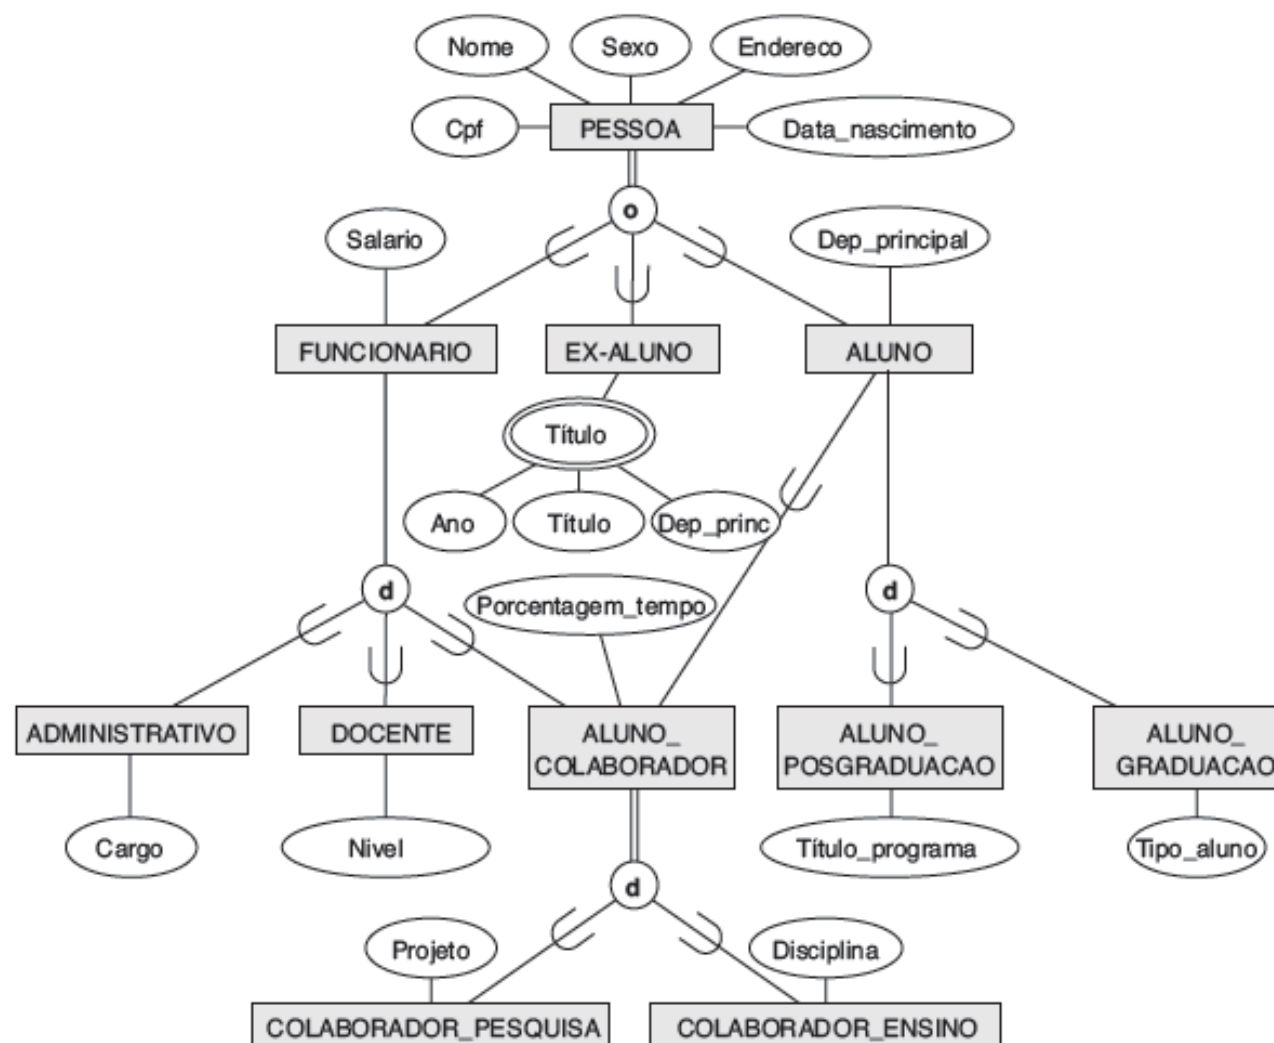 Nome
Sexo
Endereco
Cpf
PESSOA
Data_nascimento
o
Salario
Dep_principal
FUNCIONARIO
EX-ALUNO
ALUNO
Título
Ano
Título
Dep_princ
d
Porcentagem_tempo
d
ADMINISTRATIVO
DOCENTE
ALUNO_
COLABORADOR
ALUNO_
POSGRADUACAO
ALUNO_
GRADUACAO
Cargo
Nivel
Título_programa
Tipo_aluno
d
Projeto
Disciplina
COLABORADOR_PESQUISA
COLABORADOR_ENSINO